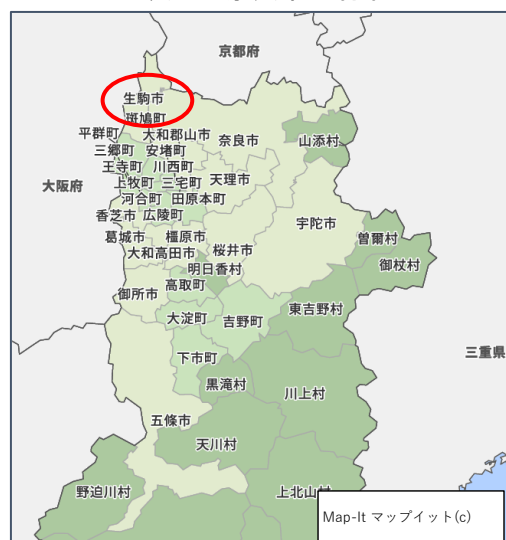 京都府
生駒市
斑鳩町
平群町
大和郡山市
奈良市
山添村
三郷町
安堵町
王寺町
川西町
大阪府
上牧町
三宅町
天理市
河合町
田原本町
香芝市
広陵町
宇陀市
葛城市
橿原市
曽爾村
大和高田市
桜井市
御杖村
明日香村
御所市
高取町
東吉野村
大淀町
吉野町
三重県
下市町
黒滝村
川上村
五條市
天川村
野迫川村
上北山村
Map-It マップイット(c)